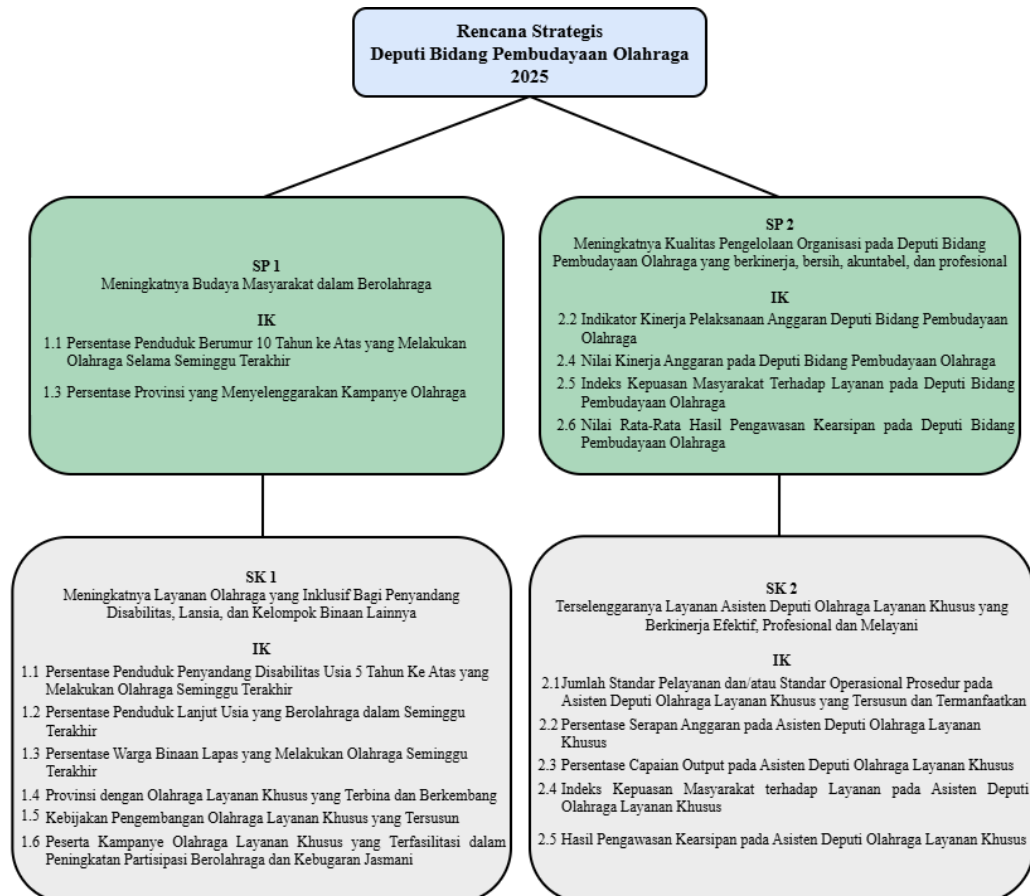 Rencana Strategis
Deputi Bidang Pembudayaan Olahraga
2025
SP 1
Meningkatnya Budaya Masyarakat dalam Berolahraga
IK
1.1 Persentase Penduduk Berumur 10 Tahun ke Atas yang Melakukan
Olahraga Selama Seminggu Terakhir
1.3 Persentase Provinsi yang Menyelenggarakan Kampanye Olahraga
SP 2
Meningkatnya Kualitas Pengelolaan Organisasi pada Deputi Bidang
Pembudayaan Olahraga yang berkinerja, bersih, akuntabel, dan profesional
IK
2.2 Indikator Kinerja Pelaksanaan Anggaran Deputi Bidang Pembudayaan
Olahraga
2.4 Nilai Kinerja Anggaran pada Deputi Bidang Pembudayaan Olahraga
2.5 Indeks Kepuasan Masyarakat Terhadap Layanan pada Deputi Bidang
Pembudayaan Olahraga
2.6 Nilai Rata-Rata Hasil Pengawasan Kearsipan pada Deputi Bidang
Pembudayaan Olahraga
SK 1
Meningkatnya Layanan Olahraga yang Inklusif Bagi Penyandang
Disabilitas, Lansia, dan Kelompok Binaan Lainnya
IK
1.1 Persentase Penduduk Penyandang Disabilitas Usia 5 Tahun Ke Atas yang
Melakukan Olahraga Seminggu Terakhir
1.2 Persentase Penduduk Lanjut Usia yang Berolahraga dalam Seminggu
Terakhir
1.3 Persentase Warga Binaan Lapas yang Melakukan Olahraga Seminggu
Terakhir
1.4 Provinsi dengan Olahraga Layanan Khusus yang Terbina dan Berkembang
1.5 Kebijakan Pengembangan Olahraga Layanan Khusus yang Tersusun
1.6 Peserta Kampanye Olahraga Layanan Khusus yang Terfasilitasi dalam
Peningkatan Partisipasi Berolahraga dan Kebugaran Jasmani
SK 2
Terselenggaranya Layanan Asisten Deputi Olahraga Layanan Khusus yang
Berkinerja Efektif, Profesional dan Melayani
IK
2.1Jumlah Standar Pelayanan dan/atau Standar Operasional Prosedur pada
Asisten Deputi Olahraga Layanan Khusus yang Tersusun dan Termanfaatkan
2.2 Persentase Serapan Anggaran pada Asisten Deputi Olahraga Layanan
Khusus
2.3 Persentase Capaian Output pada Asisten Deputi Olahraga Layanan Khusus
2.4 Indeks Kepuasan Masyarakat terhadap Layanan pada Asisten Deputi
Olahraga Layanan Khusus
2.5 Hasil Pengawasan Kearsipan pada Asisten Deputi Olahraga Layanan Khusus